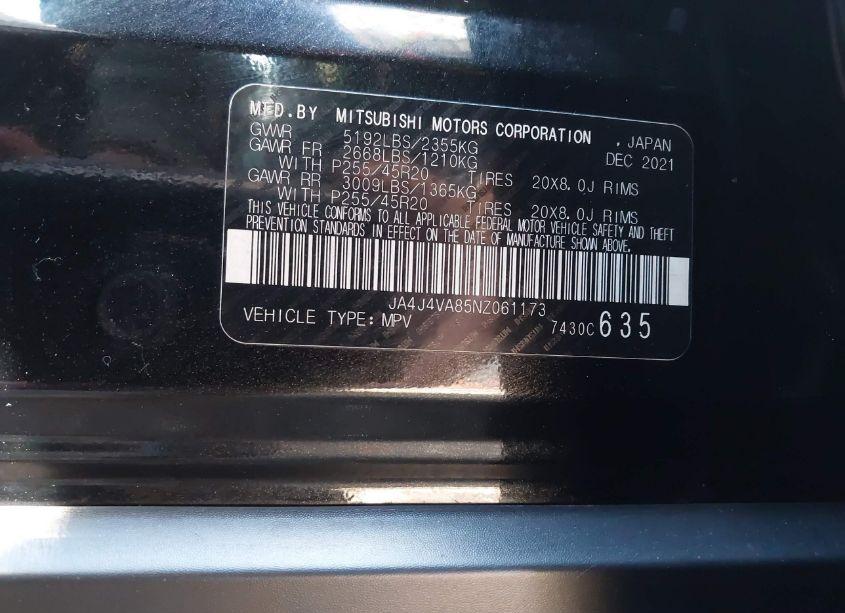 MFD.BY MITSUBISHI MOTORS CORPORATION , JAPAN
GVWR 5192LBS/2355KG DEC 2021
GAWR FR 2668LBS/1210KG
WITH P255/45R20 TIRES 20X8.0J RIMS
GAWR RR 3009LBS/1365KG
WITH P255/45R20 TIRES 20X8.0J RIMS
THIS VEHICLE CONFORMS TO ALL APPLICABLE FEDERAL MOTOR VEHICLE SAFETY AND THEFT
PREVENTION STANDARDS IN EFFECT ON THE DATE OF MANUFACTURE SHOWN ABOVE.
JA4J4VA85NZ061173
VEHICLE TYPE: MPV 7430C 635